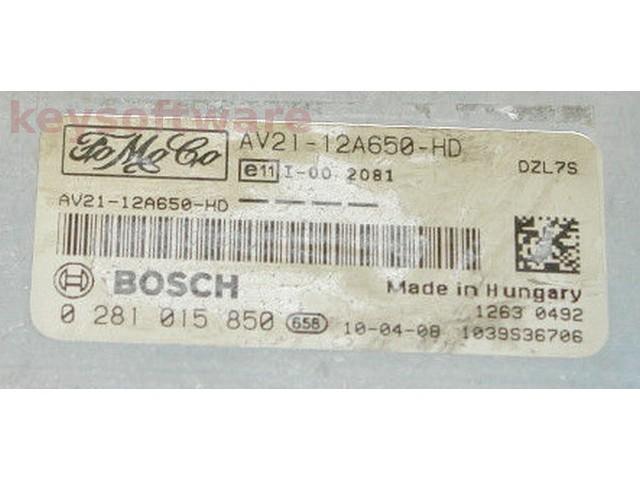 keysoftware
FoMoCo
AV21-12A650-HD
e11 I-00 2081
DZL7S
AV21-12A650-HD — — — —
BOSCH
Made in Hungary
0 281 015 850 658
1263 0492
10-04-08 1039S36706